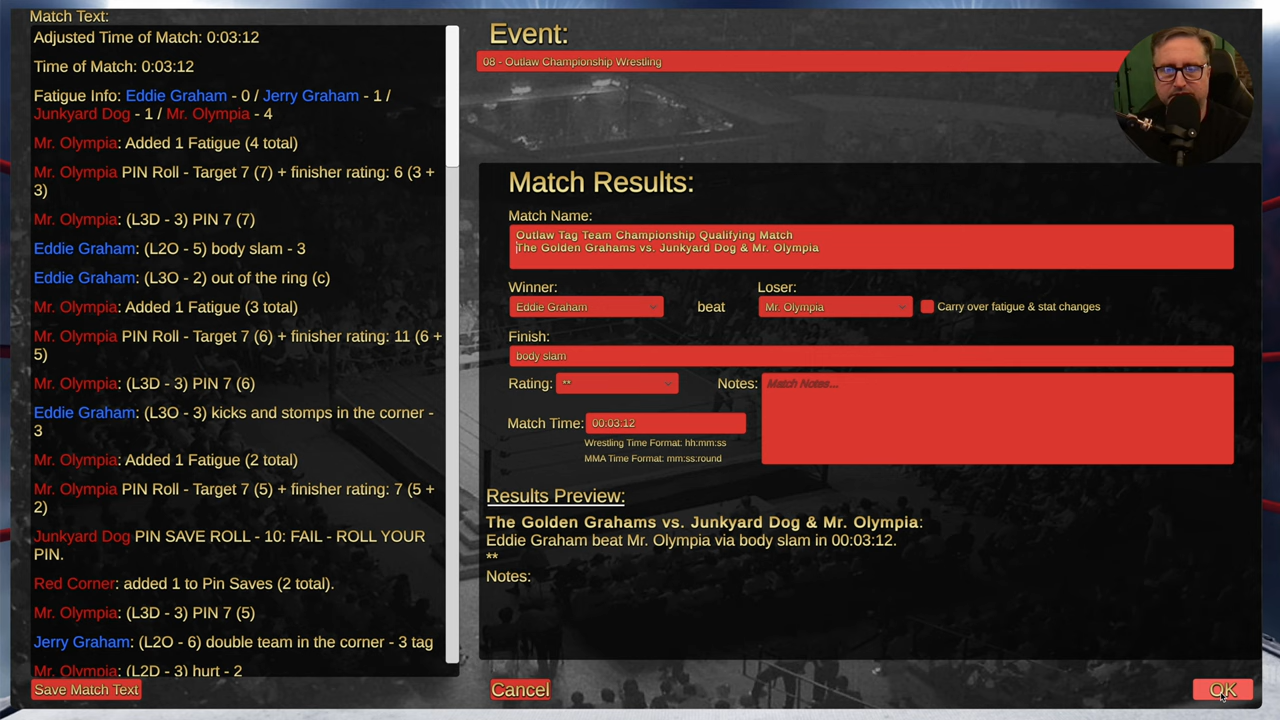 Match Text:
Adjusted Time of Match: 0:03:12
Time of Match: 0:03:12
Fatigue Info: Eddie Graham - 0 / Jerry Graham - 1 /
Junkyard Dog - 1 / Mr. Olympia - 4
Mr. Olympia: Added 1 Fatigue (4 total)
Mr. Olympia PIN Roll - Target 7 (7) + finisher rating: 6 (3 +
3)
Mr. Olympia: (L3D - 3) PIN 7 (7)
Eddie Graham: (L2O - 5) body slam - 3
Eddie Graham: (L3O - 2) out of the ring (c)
Mr. Olympia: Added 1 Fatigue (3 total)
Mr. Olympia PIN Roll - Target 7 (6) + finisher rating: 11 (6 +
5)
Mr. Olympia: (L3D - 3) PIN 7 (6)
Eddie Graham: (L3O - 3) kicks and stomps in the corner -
3
Mr. Olympia: Added 1 Fatigue (2 total)
Mr. Olympia PIN Roll - Target 7 (5) + finisher rating: 7 (5 +
2)
Junkyard Dog PIN SAVE ROLL - 10: FAIL - ROLL YOUR
PIN.
Red Corner: added 1 to Pin Saves (2 total).
Mr. Olympia: (L3D - 3) PIN 7 (5)
Jerry Graham: (L2O - 6) double team in the corner - 3 tag
Mr. Olympia: (L2D - 3) hurt - 2
Save Match Text
Event:
08 - Outlaw Championship Wrestling
Match Results:
Match Name:
Outlaw Tag Team Championship Qualifying Match
The Golden Grahams vs. Junkyard Dog & Mr. Olympia
Winner:
Loser:
Eddie Graham
beat
Mr. Olympia
Carry over fatigue & stat changes
Finish:
body slam
Rating:
**
Notes:
Match Notes...
Match Time:
00:03:12
Wrestling Time Format: hh:mm:ss
MMA Time Format: mm:ss:round
Results Preview:
The Golden Grahams vs. Junkyard Dog & Mr. Olympia:
Eddie Graham beat Mr. Olympia via body slam in 00:03:12.
**
Notes:
Cancel
OK